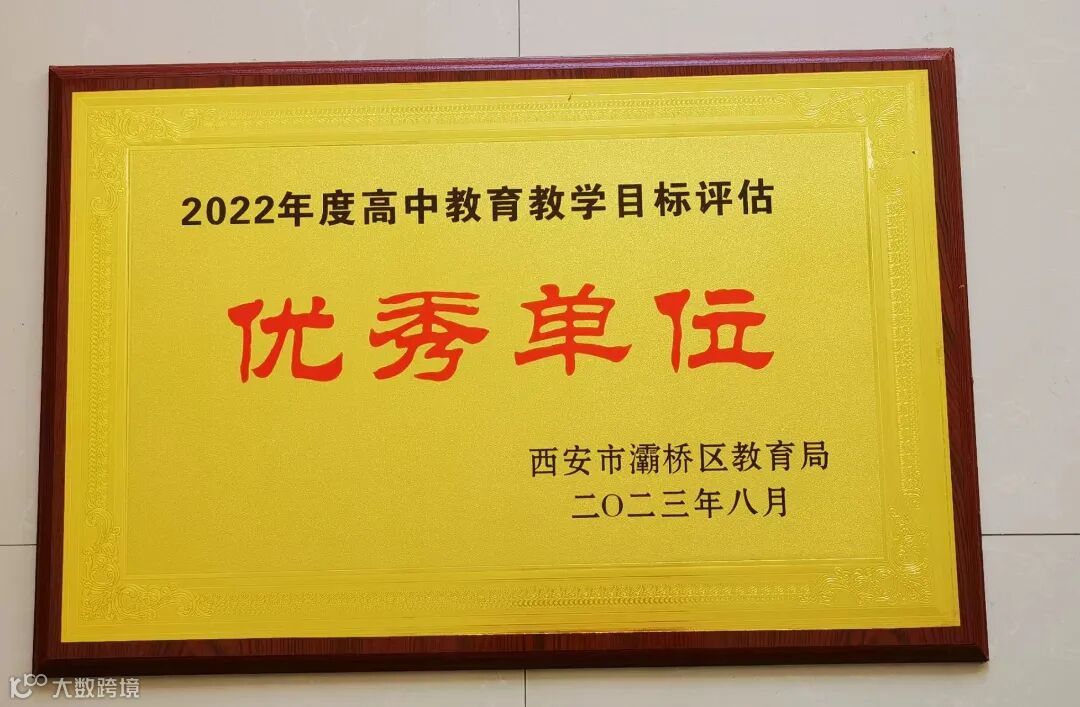 2022年度高中教育教学目标评估
优秀单位
西安市灞桥区教育局
二〇二三年八月
大数跨境